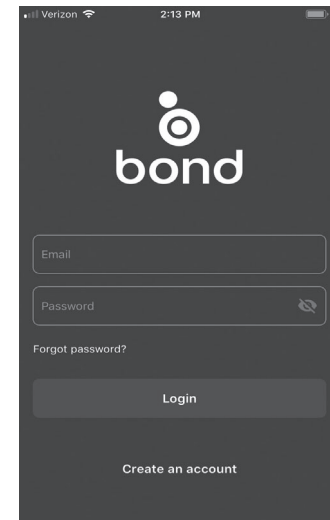 Verizon 2:13 PM
bond
Email
Password
Forgot password?
Login
Create an account